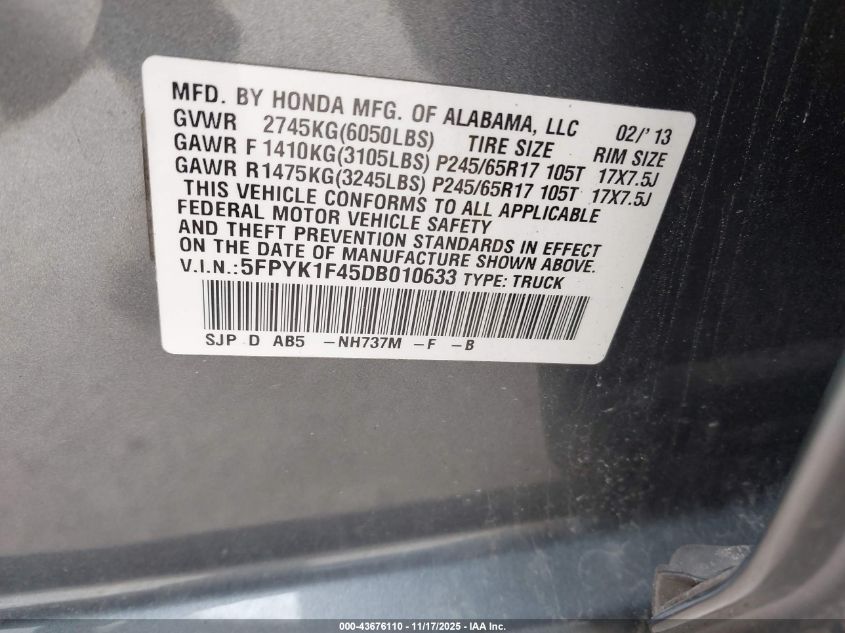 MFD. BY HONDA MFG. OF ALABAMA, LLC 02/'13
GVWR 2745KG(6050LBS) TIRE SIZE RIM SIZE
GAWR F 1410KG(3105LBS) P245/65R17 105T 17X7.5J
GAWR R1475KG(3245LBS) P245/65R17 105T 17X7.5J
THIS VEHICLE CONFORMS TO ALL APPLICABLE
FEDERAL MOTOR VEHICLE SAFETY
AND THEFT PREVENTION STANDARDS IN EFFECT
ON THE DATE OF MANUFACTURE SHOWN ABOVE.
V.I.N.:5FPYK1F45DB010633 TYPE: TRUCK
SJP D AB5 -NH737M -F -B
000-43676110 - 11/17/2025 - IAA Inc.